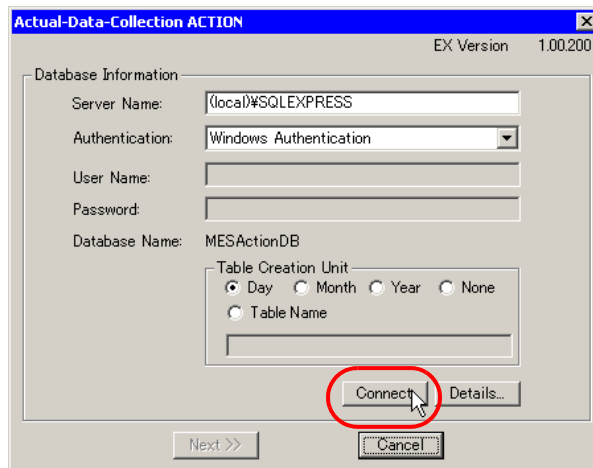 Actual-Data-Collection ACTION
EX Version 1.00.200
Database Information
Server Name: (local)¥SQLEXPRESS
Authentication: Windows Authentication
User Name:
Password:
Database Name: MESActionDB
Table Creation Unit
Day Month Year None
Table Name
Connect Details...
Next >> Cancel